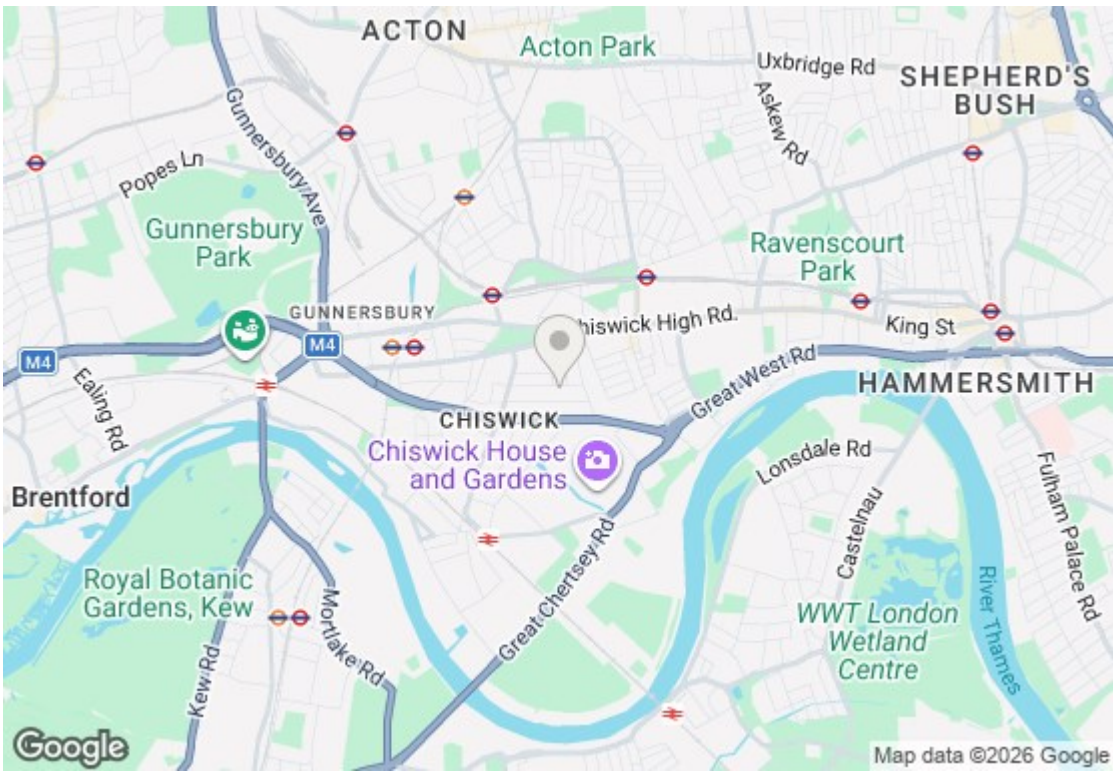 ACTON
Acton Park
Uxbridge Rd
SHEPHERD'S
BUSH
Askew Rd
Gunnersbury Ave
Popes Ln
Gunnersbury
Park
Ravenscourt
Park
GUNNERSBURY
Chiswick High Rd.
King St
M4
M4
Great West Rd
HAMMERSMITH
Ealing Rd
CHISWICK
Chiswick House
and Gardens
Lonsdale Rd
Fulham Palace Rd
Brentford
Castelnau
Great Chertsey Rd
Royal Botanic
Gardens, Kew
Mortlake Rd
Kew Rd
WWT London
Wetland
Centre
River Thames
Google
Map data ©2026 Google